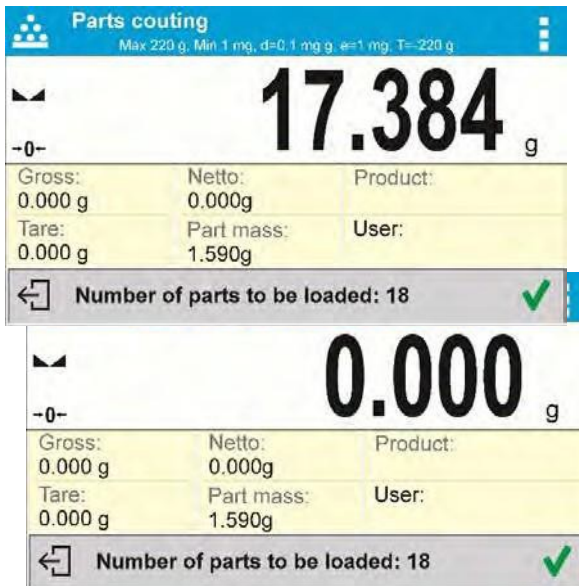 Parts couting
Max 220 g, Min 1 mg, d=0.1 mg g, e=1 mg, T=-220 g
17.384 g
→0←
Gross: Netto: Product:
0.000 g 0.000g
Tare: Part mass: User:
0.000 g 1.590g
Number of parts to be loaded: 18
0.000 g
→0←
Gross: Netto: Product:
0.000 g 0.000g
Tare: Part mass: User:
0.000 g 1.590g
Number of parts to be loaded: 18